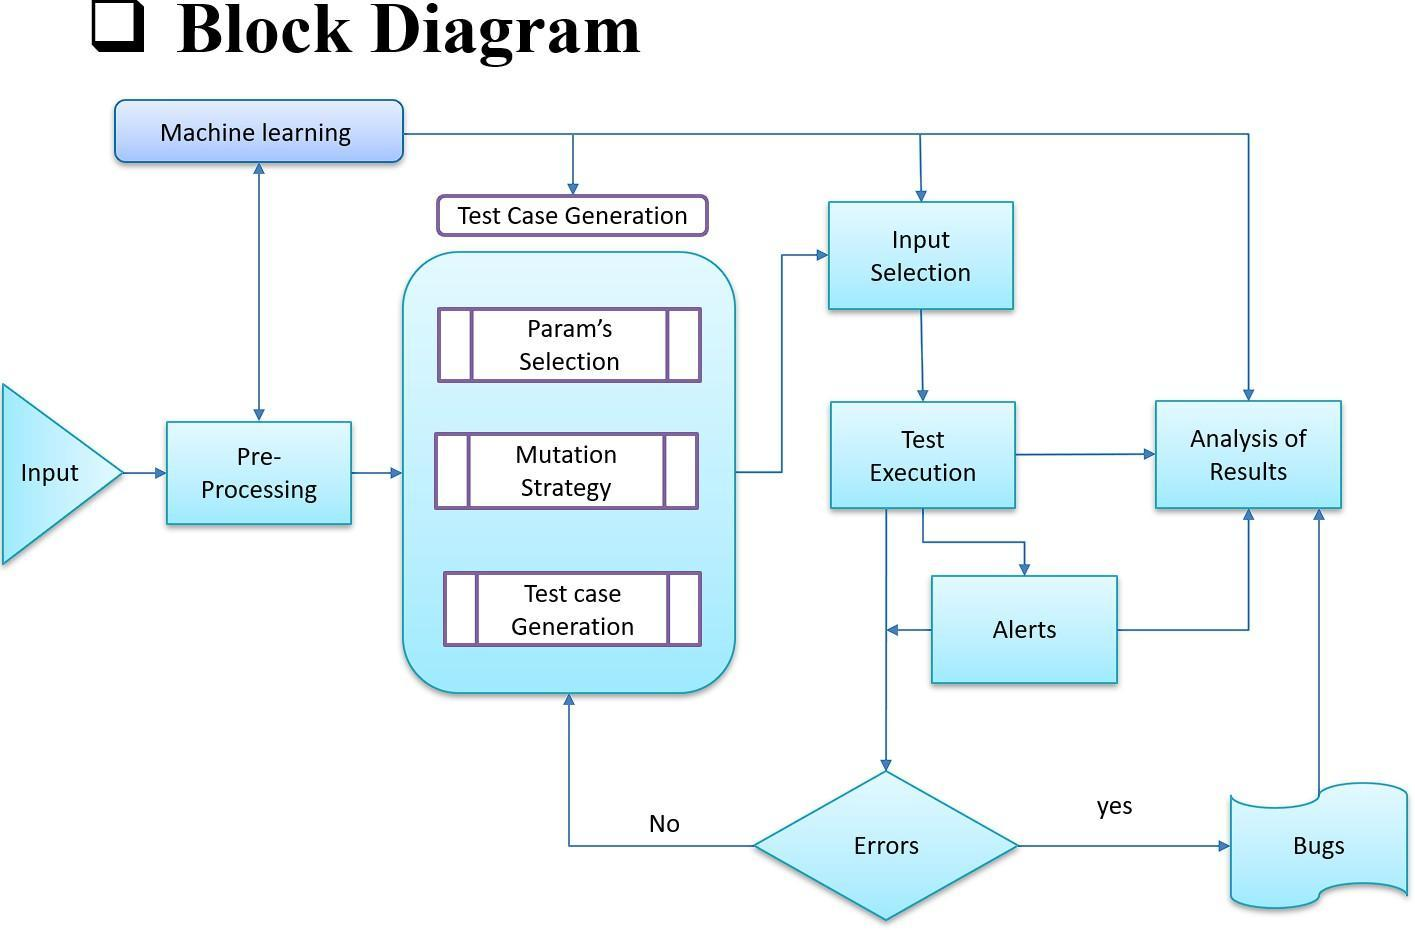 Block Diagram
Machine learning
Test Case Generation
Input
Selection
Param’s
Selection
Mutation
Strategy
Test case
Generation
Input
Pre-
Processing
Test
Execution
Analysis of
Results
Alerts
No
Errors
yes
Bugs